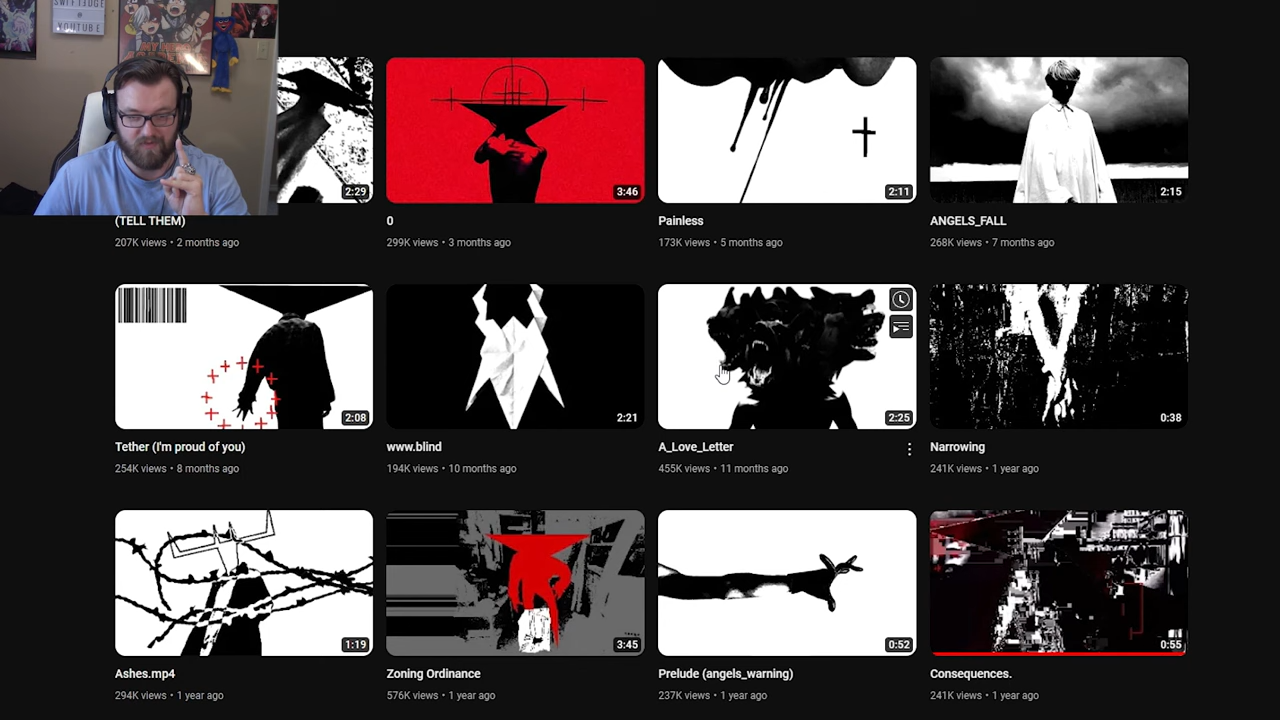 SWIFTEDGE
YOUTUBE
2:29
3:46
2:11
2:15
(TELL THEM)
0
Painless
ANGELS_FALL
207K views • 2 months ago
299K views • 3 months ago
173K views • 5 months ago
268K views • 7 months ago
2:08
2:21
2:25
0:38
Tether (I'm proud of you)
www.blind
A_Love_Letter
Narrowing
254K views • 8 months ago
194K views • 10 months ago
455K views • 11 months ago
241K views • 1 year ago
1:19
3:45
0:52
0:55
Ashes.mp4
Zoning Ordinance
Prelude (angels_warning)
Consequences.
294K views • 1 year ago
576K views • 1 year ago
237K views • 1 year ago
241K views • 1 year ago